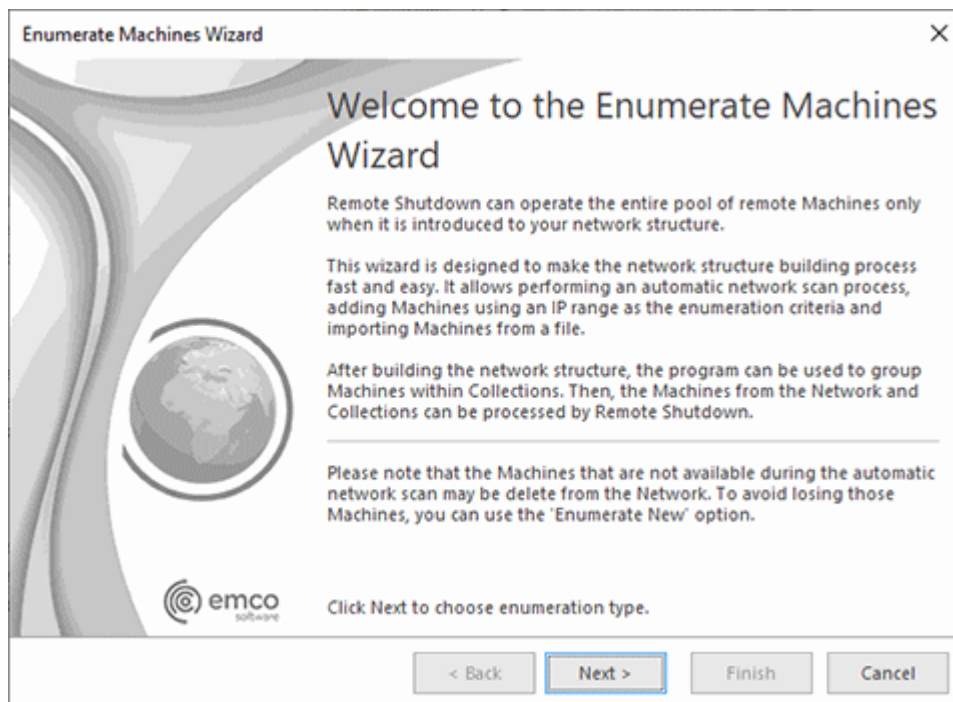 Enumerate Machines Wizard
Welcome to the Enumerate Machines
Wizard
Remote Shutdown can operate the entire pool of remote Machines only
when it is introduced to your network structure.
This wizard is designed to make the network structure building process
fast and easy. It allows performing an automatic network scan process,
adding Machines using an IP range as the enumeration criteria and
importing Machines from a file.
After building the network structure, the program can be used to group
Machines within Collections. Then, the Machines from the Network and
Collections can be processed by Remote Shutdown.
Please note that the Machines that are not available during the automatic
network scan may be delete from the Network. To avoid losing those
Machines, you can use the 'Enumerate New' option.
emco
software
Click Next to choose enumeration type.
< Back Next > Finish Cancel